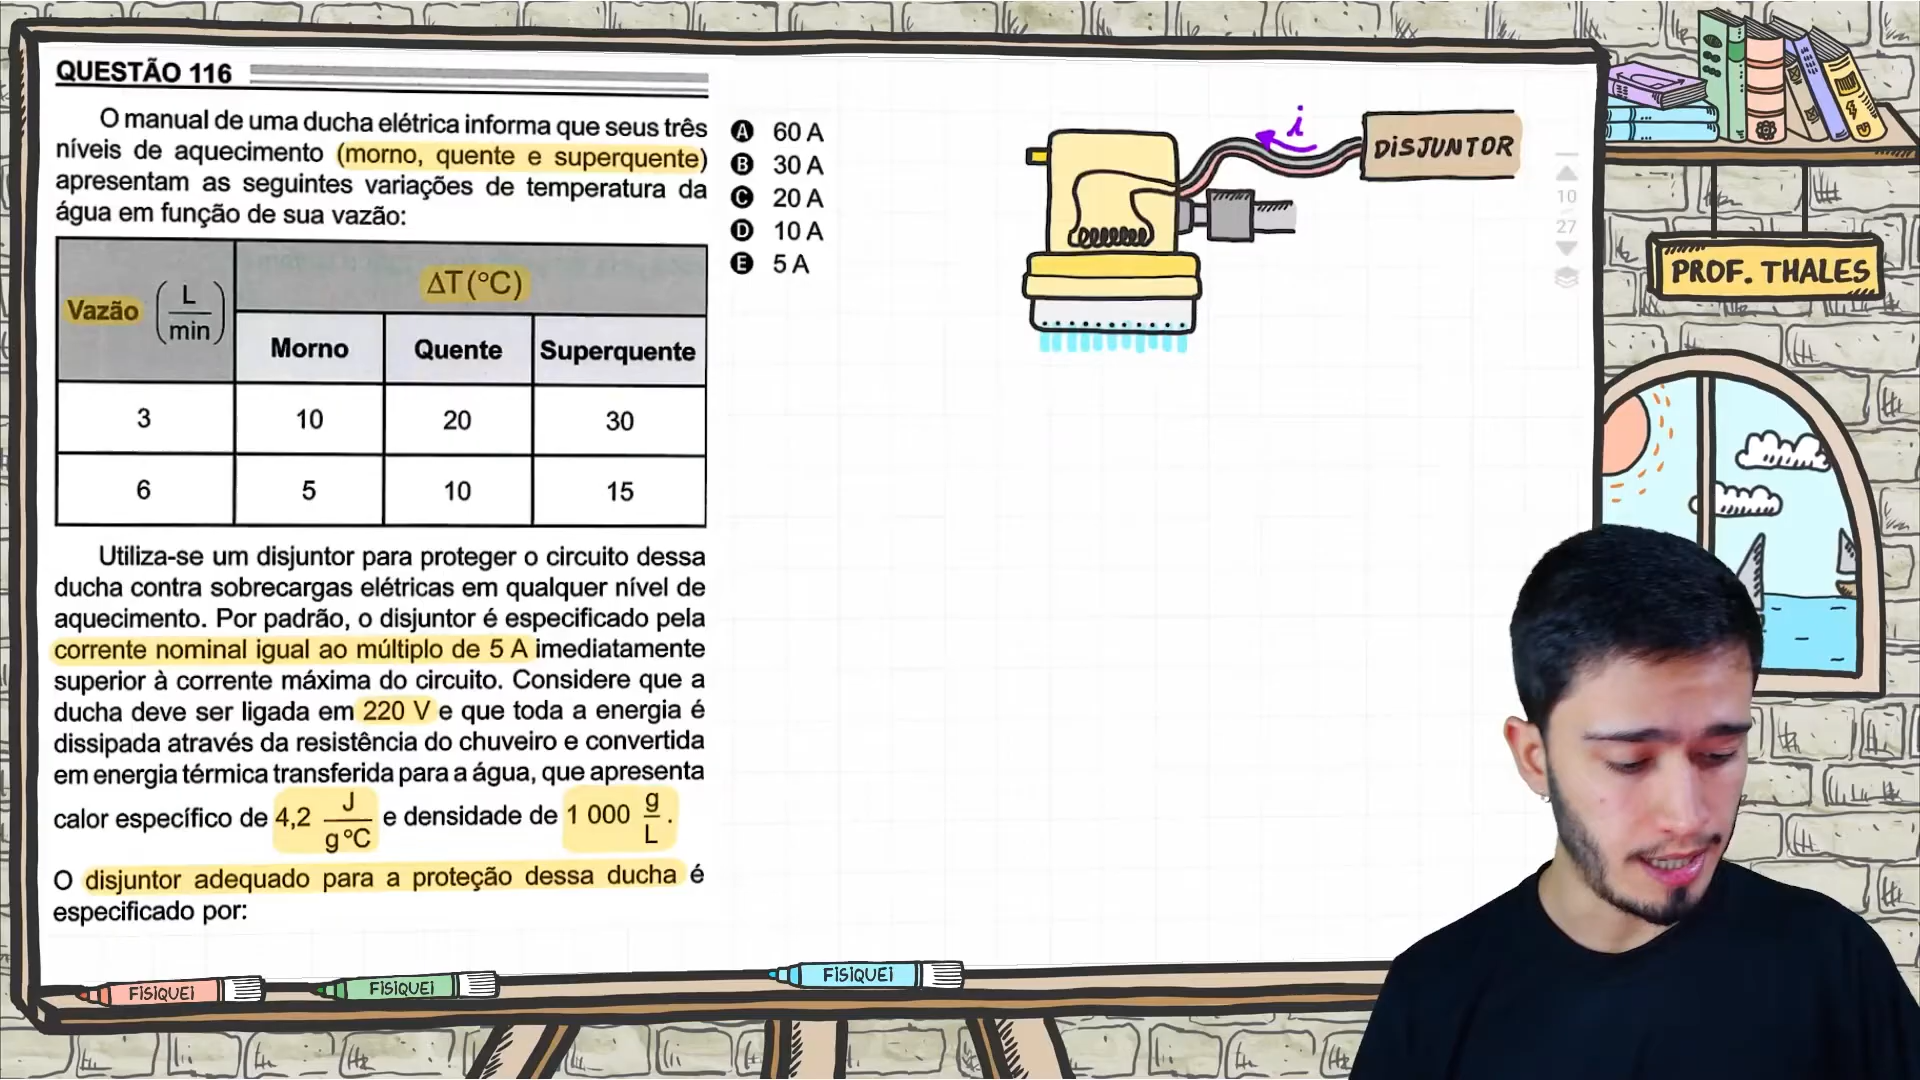 QUESTÃO 116
O manual de uma ducha elétrica informa que seus três
níveis de aquecimento (morno, quente e superquente)
apresentam as seguintes variações de temperatura da
água em função de sua vazão:
Vazão (L/min)
ΔT (°C)
Morno
Quente
Superquente
3
10
20
30
6
5
10
15
Utiliza-se um disjuntor para proteger o circuito dessa
ducha contra sobrecargas elétricas em qualquer nível de
aquecimento. Por padrão, o disjuntor é especificado pela
corrente nominal igual ao múltiplo de 5 A imediatamente
superior à corrente máxima do circuito. Considere que a
ducha deve ser ligada em 220 V e que toda a energia é
dissipada através da resistência do chuveiro e convertida
em energia térmica transferida para a água, que apresenta
calor específico de 4,2 J/g °C e densidade de 1 000 g/L.
O disjuntor adequado para a proteção dessa ducha é
especificado por:
A 60 A
B 30 A
C 20 A
D 10 A
E 5 A
i
DISJUNTOR
10
27
PROF. THALES
FISIQUEI
FISIQUEI
FISIQUEI